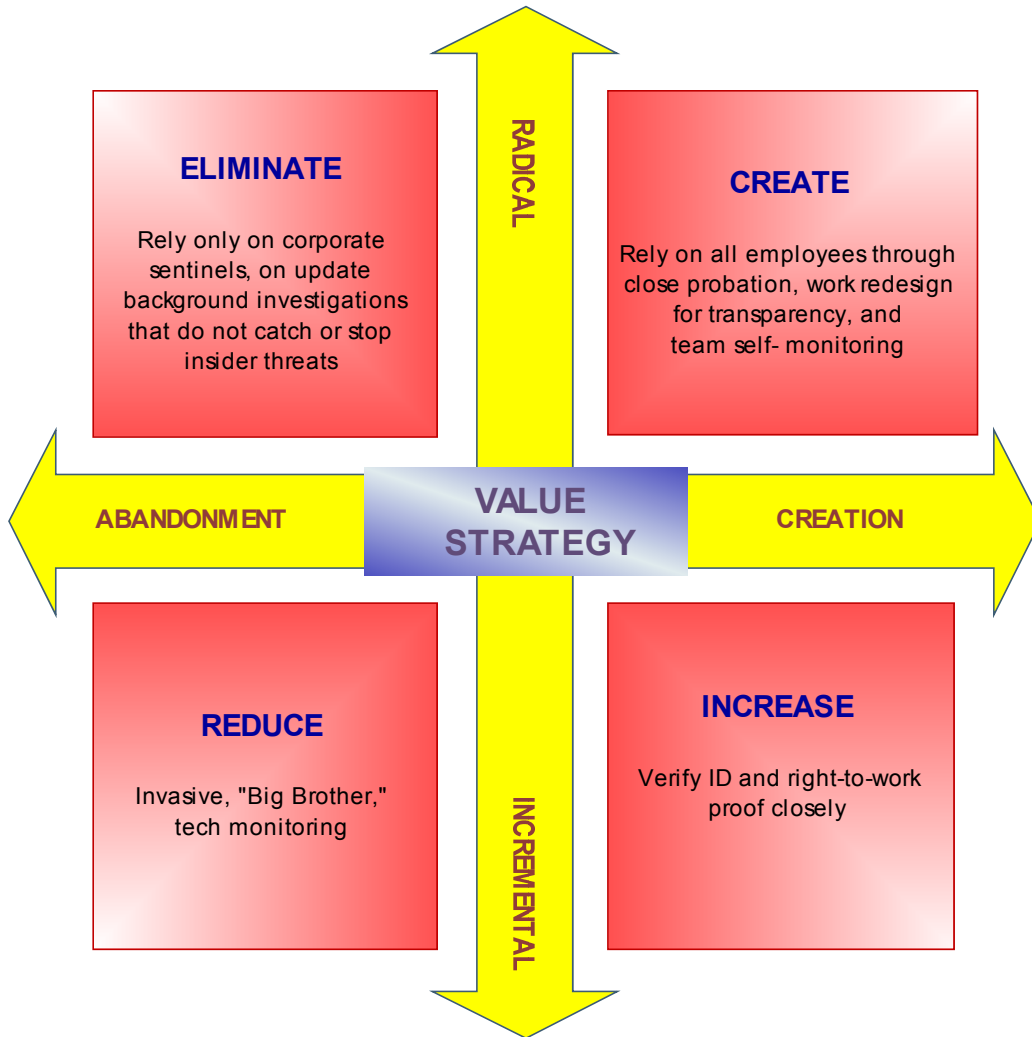 RADICAL
ELIMINATE
Rely only on corporate
sentinels, on update
background investigations
that do not catch or stop
insider threats
CREATE
Rely on all employees through
close probation, work redesign
for transparency, and
team self- monitoring
ABANDONMENT
VALUE
STRATEGY
CREATION
REDUCE
Invasive, "Big Brother,"
tech monitoring
INCREASE
Verify ID and right-to-work
proof closely
INCREMENTAL